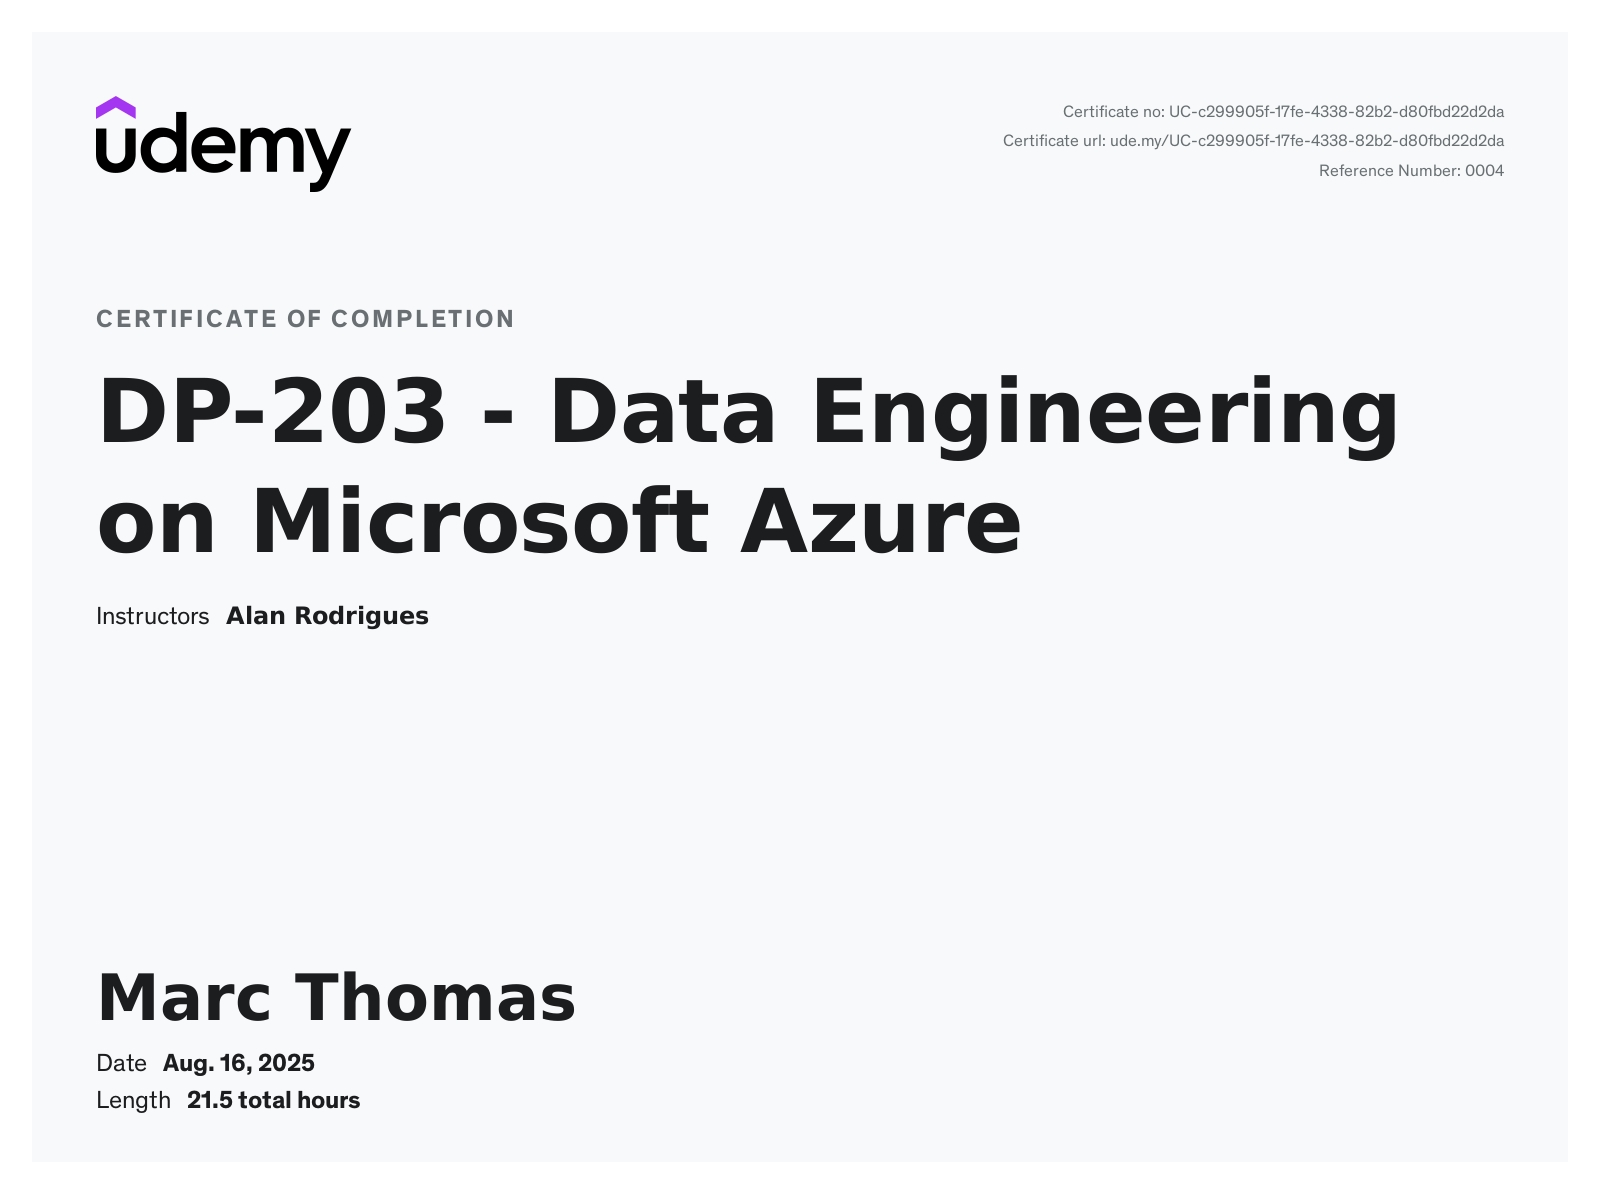 udemy
Certificate no: UC-c299905f-17fe-4338-82b2-d80fbd22d2da
Certificate url: ude.my/UC-c299905f-17fe-4338-82b2-d80fbd22d2da
Reference Number: 0004
CERTIFICATE OF COMPLETION
DP-203 - Data Engineering
on Microsoft Azure
Instructors Alan Rodrigues
Marc Thomas
Date Aug. 16, 2025
Length 21.5 total hours